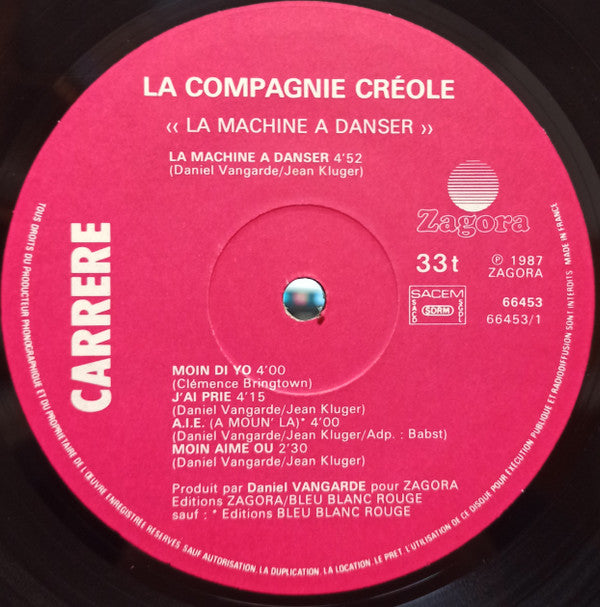 LA COMPAGNIE CRÉOLE
‹‹ LA MACHINE A DANSER ››
LA MACHINE A DANSER 4'52
(Daniel Vangarde/Jean Kluger)
Zagora
33t
℗ 1987
ZAGORA
SACEM
SACD
SDRM
SGDL
66453
66453/1
CARRERE
MOIN DI YO 4'00
(Clémence Bringtown)
J'AI PRIE 4'15
(Daniel Vangarde/Jean Kluger)
A.I.E. (A MOUN' LA)* 4'00
(Daniel Vangarde/Jean Kluger/Adp. : Babst)
MOIN AIME OU 2'30
(Daniel Vangarde/Jean Kluger)
Produit par Daniel VANGARDE pour ZAGORA
Editions ZAGORA/BLEU BLANC ROUGE
sauf : * Editions BLEU BLANC ROUGE
TOUS DROITS DU PRODUCTEUR PHONOGRAPHIQUE ET DU PROPRIETAIRE DE L'ŒUVRE ENREGISTREE RÉSERVÉS SAUF AUTORISATION. LA DUPLICATION. LA LOCATION. LE PRET. L'UTILISATION DE CE DISQUE POUR EXECUTION PUBLIQUE ET RADIODIFFUSION SONT INTERDITS MADE IN FRANCE